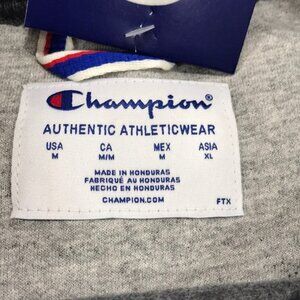 Champion®
AUTHENTIC ATHLETICWEAR
USA CA MEX ASIA
M M/M M XL
MADE IN HONDURAS
FABRIQUÉ AU HONDURAS
HECHO EN HONDURAS
CHAMPION.COM FTX